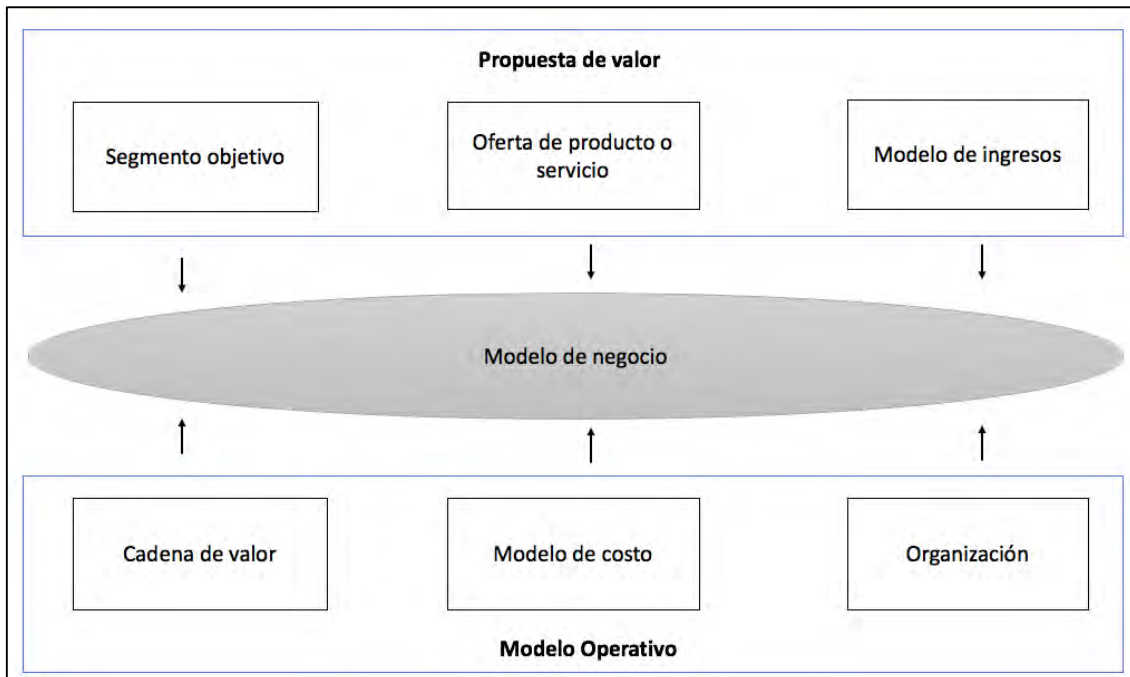 Propuesta de valor
Segmento objetivo
Oferta de producto o
servicio
Modelo de ingresos
Modelo de negocio
Cadena de valor
Modelo de costo
Organización
Modelo Operativo